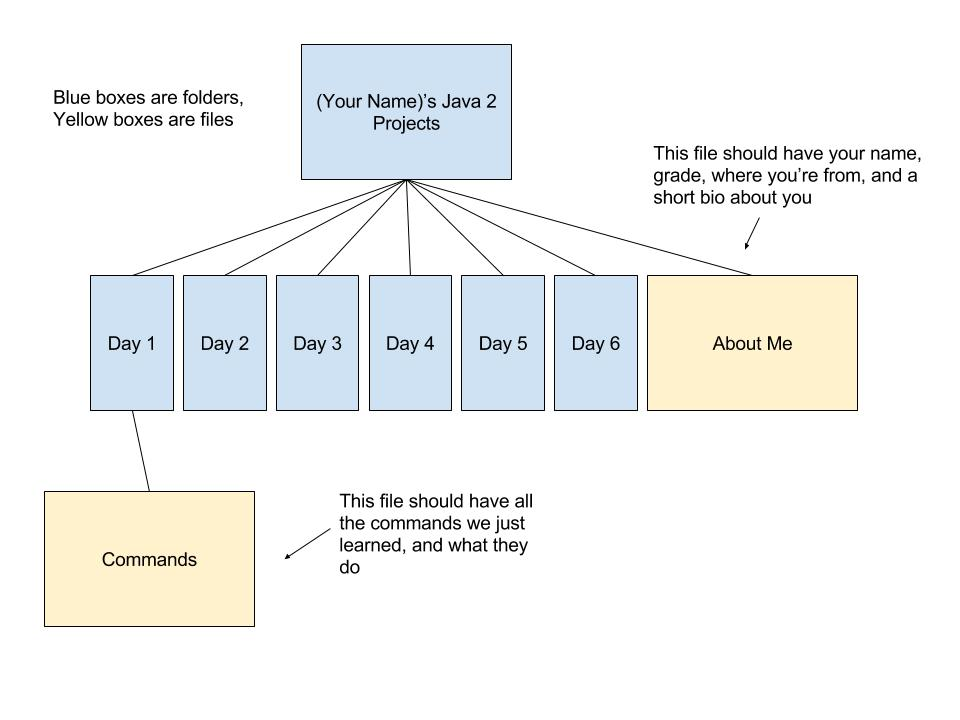 Blue boxes are folders,
Yellow boxes are files
(Your Name)’s Java 2
Projects
This file should have your name,
grade, where you’re from, and a
short bio about you
Day 1
Day 2
Day 3
Day 4
Day 5
Day 6
About Me
Commands
This file should have all
the commands we just
learned, and what they
do